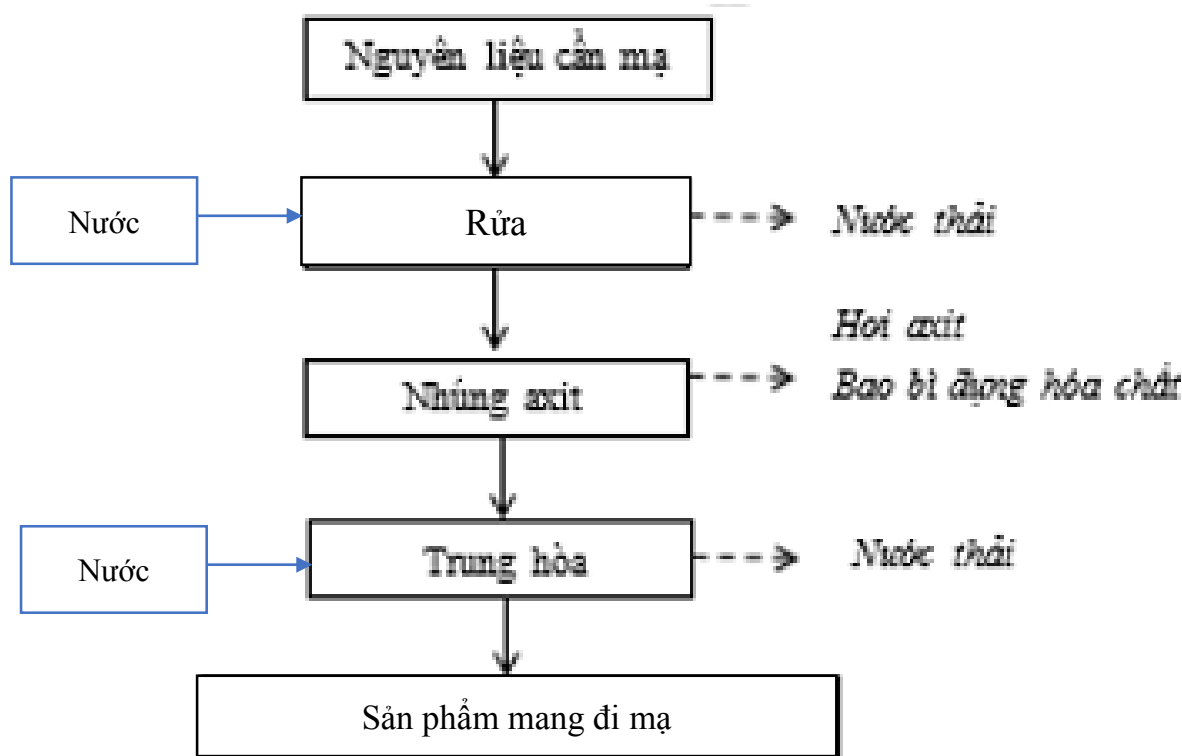 Nguyên liệu cần mạ
Nước
Rửa
Nước thải
Hơi axit
Nhúng axit
Bao bì đựng hóa chất
Nước
Trung hòa
Nước thải
Sản phẩm mang đi mạ